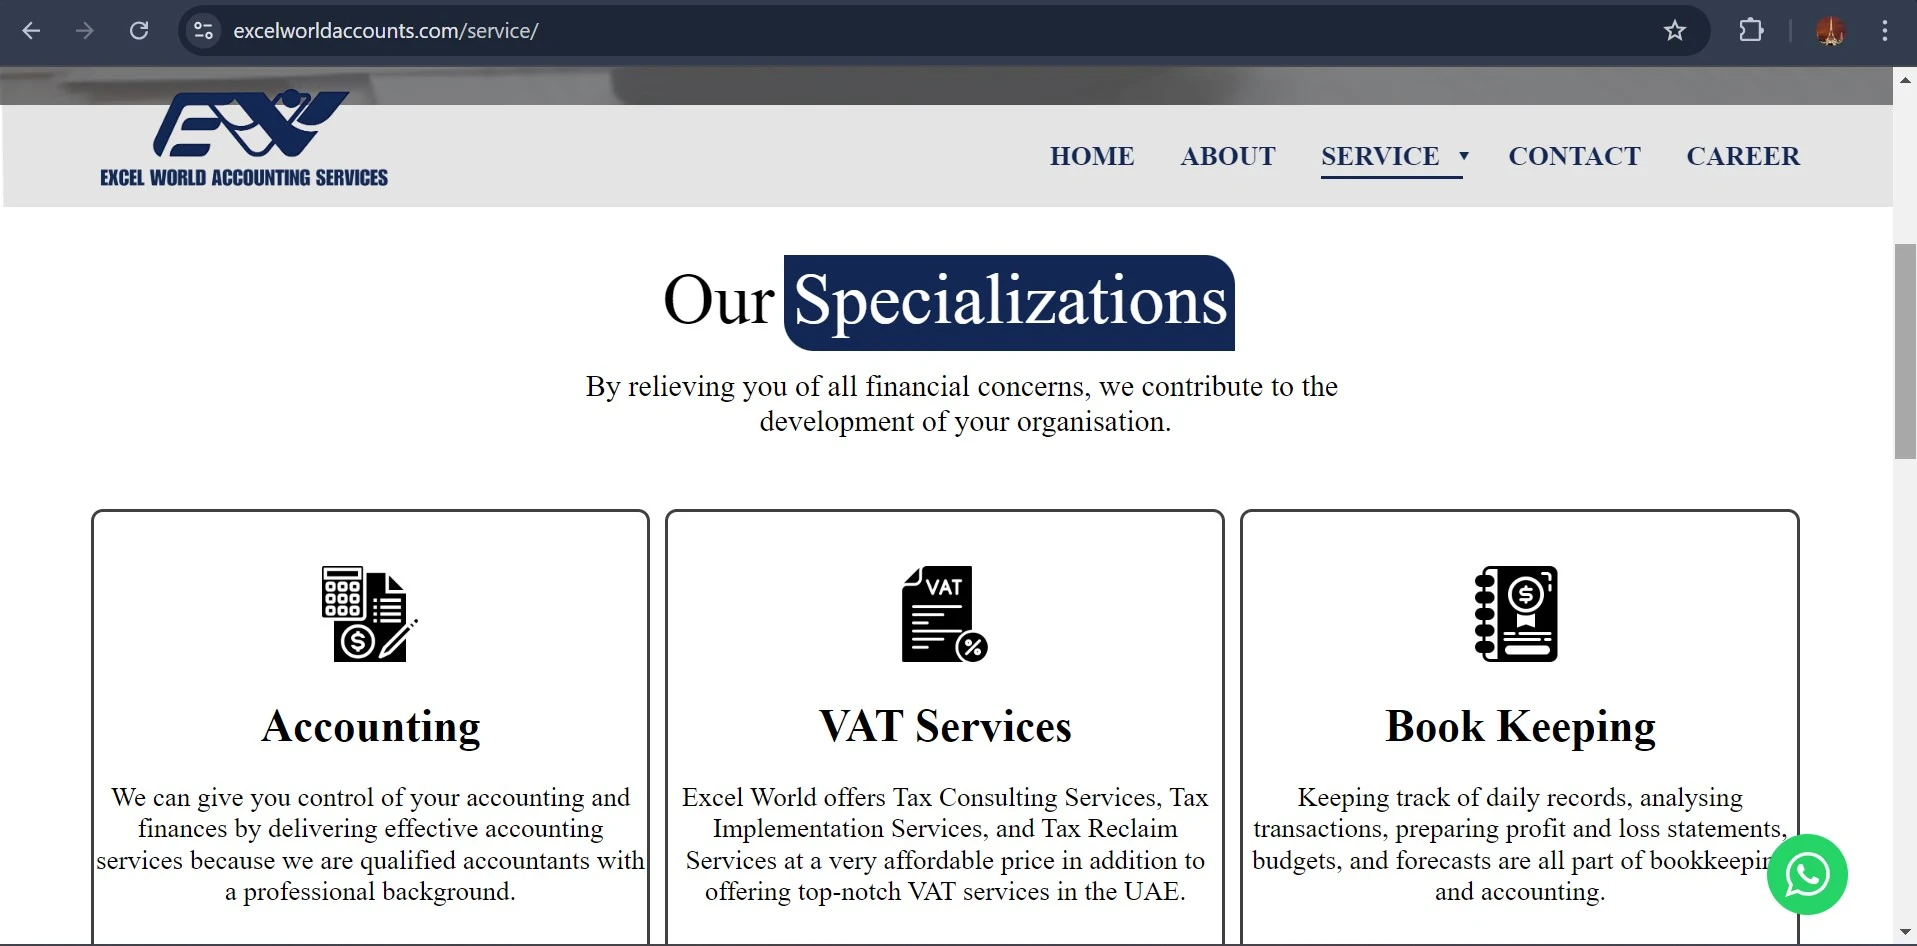 excelworldaccounts.com/service/
EXCEL WORLD ACCOUNTING SERVICES
HOME ABOUT SERVICE CONTACT CAREER
Our Specializations
By relieving you of all financial concerns, we contribute to the
development of your organisation.
VAT
Accounting
We can give you control of your accounting and
finances by delivering effective accounting
services because we are qualified accountants with
a professional background.
VAT Services
Excel World offers Tax Consulting Services, Tax
Implementation Services, and Tax Reclaim
Services at a very affordable price in addition to
offering top-notch VAT services in the UAE.
Book Keeping
Keeping track of daily records, analysing
transactions, preparing profit and loss statements,
budgets, and forecasts are all part of bookkeepin
and accounting.